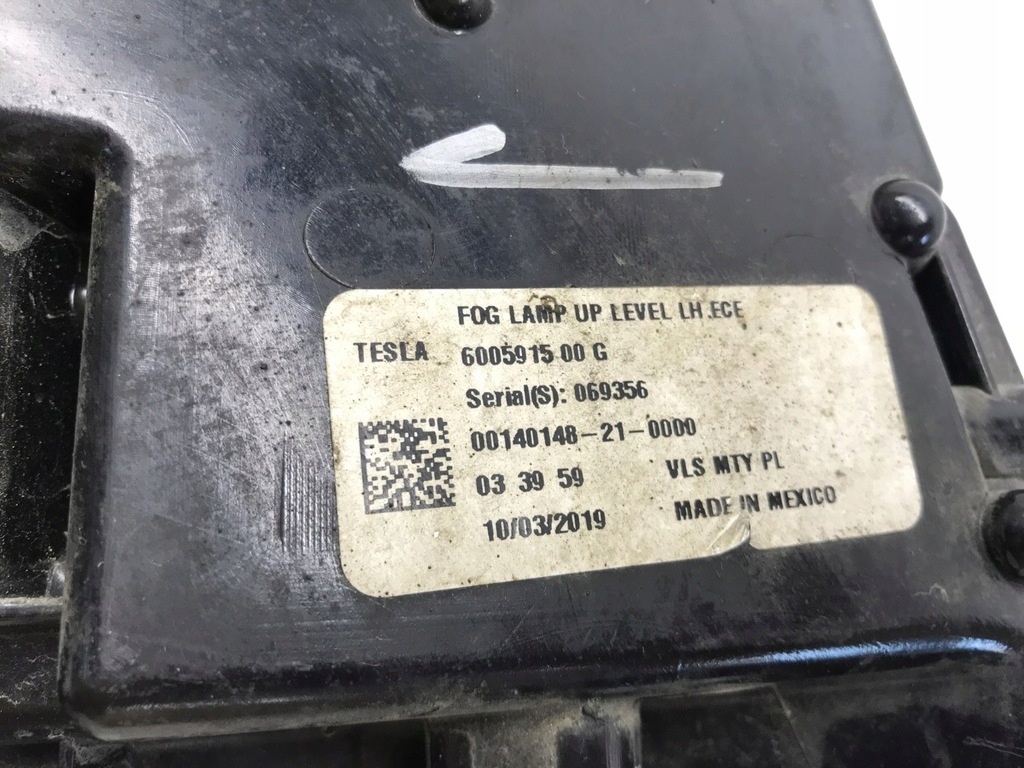 FOG LAMP UP LEVEL LH.ECE
TESLA 6005915 00 G
Serial(S): 069356
00140148-21-0000
03 39 59 VLS MTY PL
10/03/2019 MADE IN MEXICO